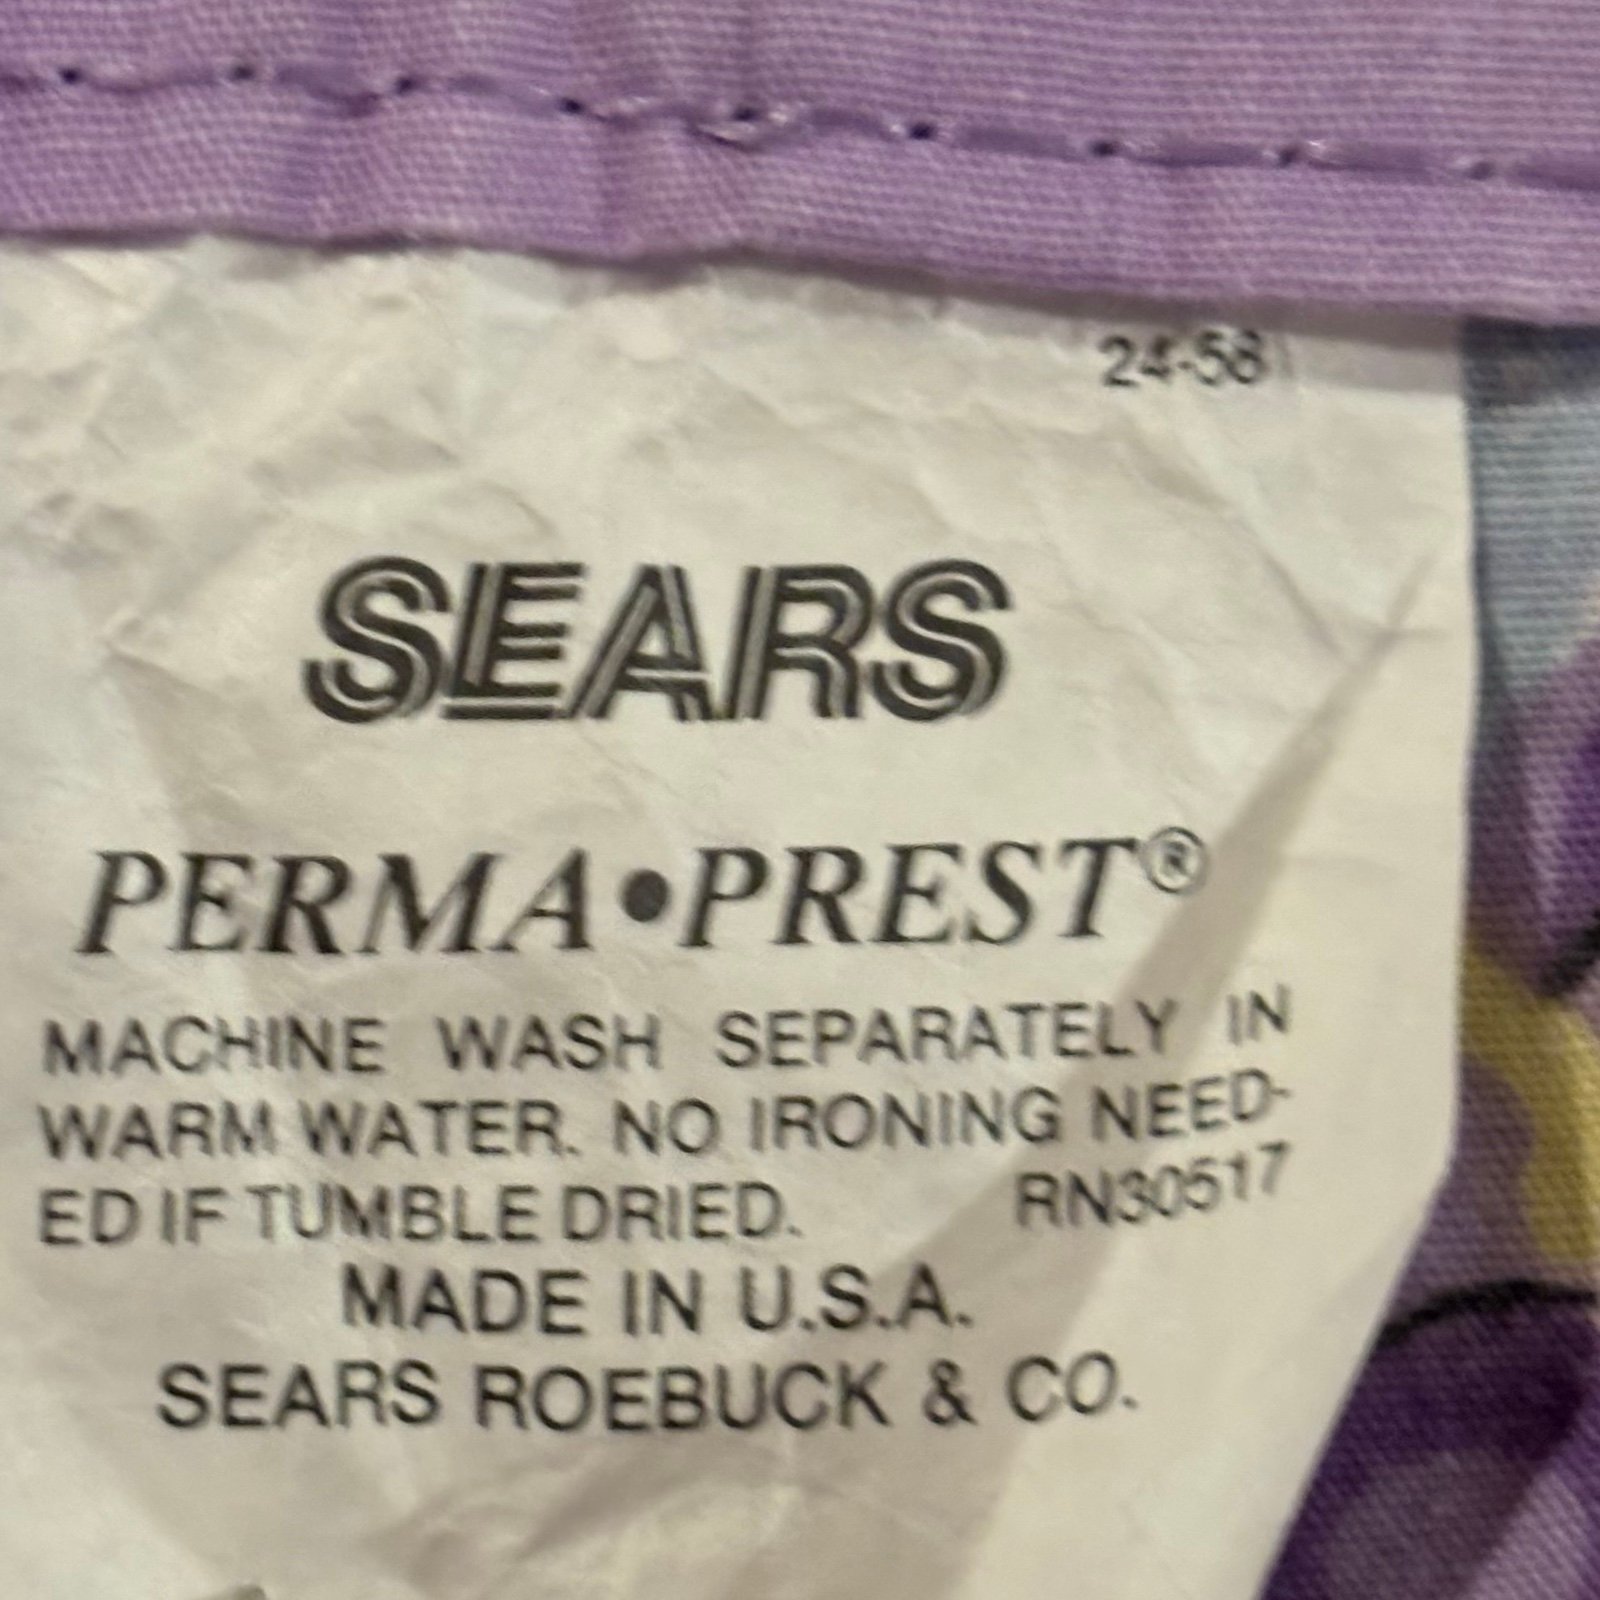 24-58
SEARS
PERMA•PREST®
MACHINE WASH SEPARATELY IN
WARM WATER. NO IRONING NEED-
ED IF TUMBLE DRIED. RN30517
MADE IN U.S.A.
SEARS ROEBUCK & CO.